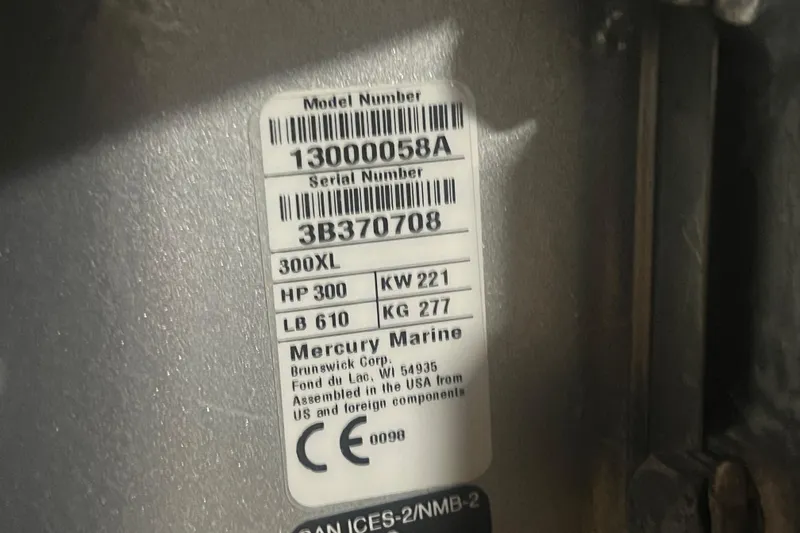 Model Number
13000058A
Serial Number
3B370708
300XL
HP 300 KW 221
LB 610 KG 277
Mercury Marine
Brunswick Corp.
Fond du Lac, WI 54935
Assembled in the USA from
US and foreign components
CE 0098
CAN ICES-2/NMB-2